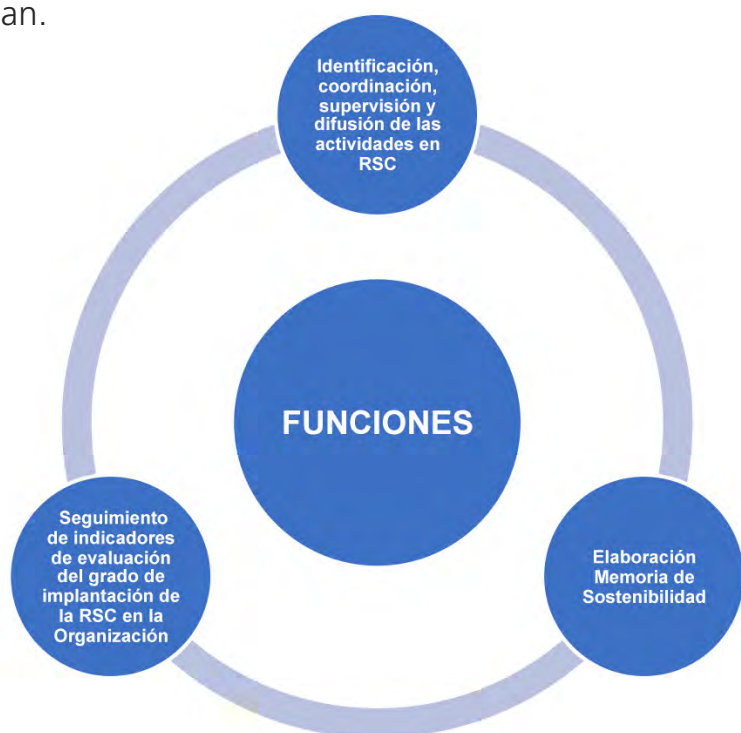 an.
Identificación,
coordinación,
supervisión y
difusión de las
actividades en
RSC
FUNCIONES
Seguimiento
de indicadores
de evaluación
del grado de
implantación de
la RSC en la
Organización
Elaboración
Memoria de
Sostenibilidad